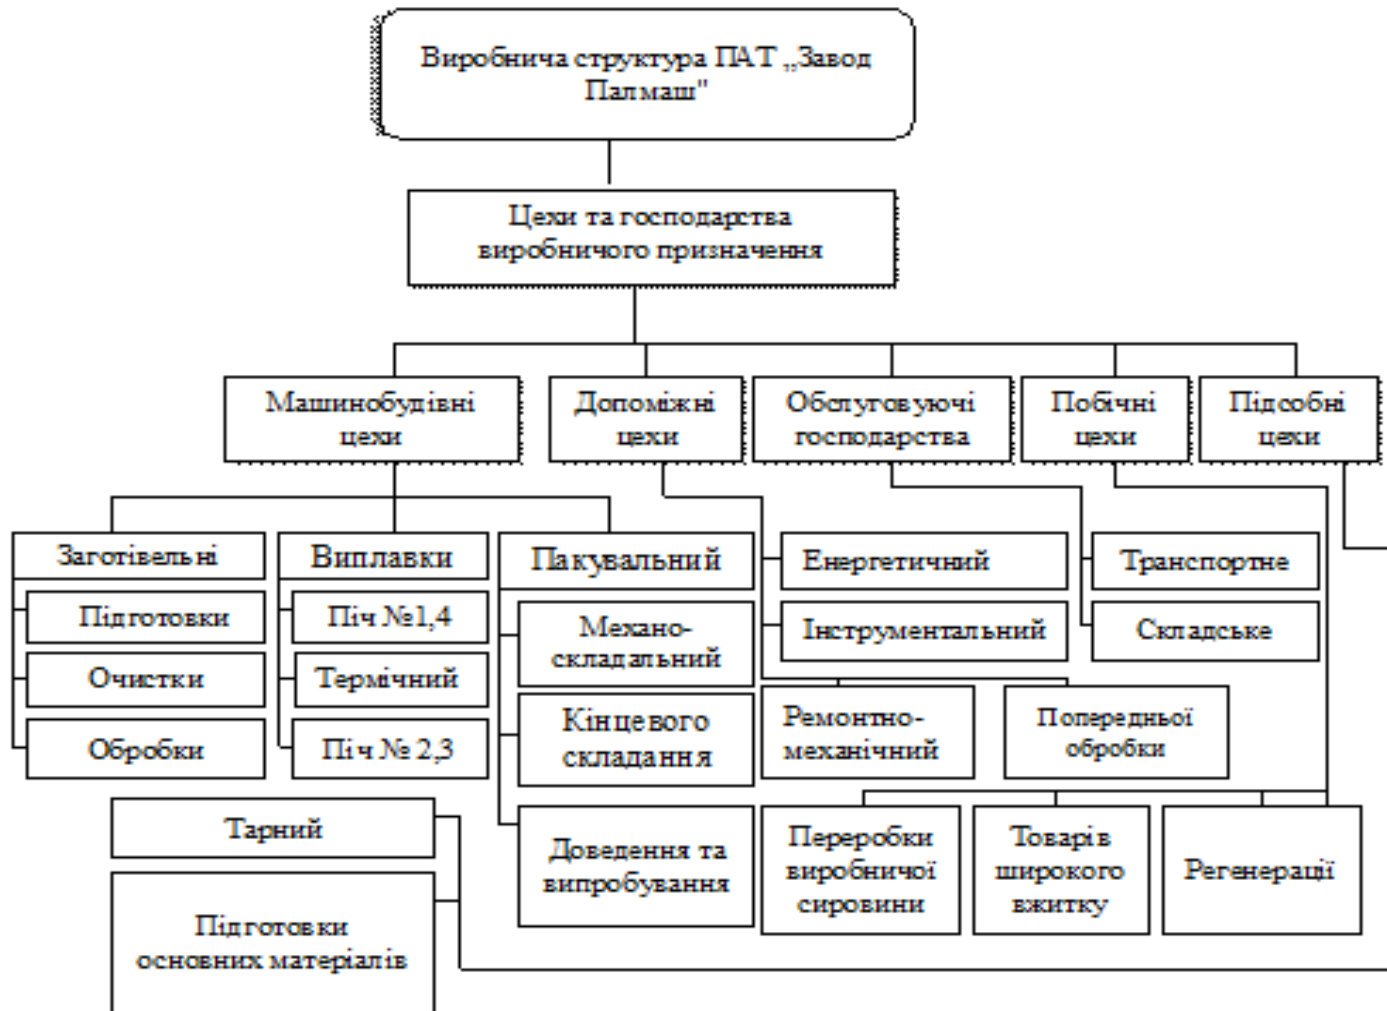 Виробнича структура ПАТ „Завод
Палмаш"
Цехи та господарства
виробничого призначення
Машинобудівні
цехи
Допоміжні
цехи
Обслуговуючі
господарства
Побічні
цехи
Підсобні
цехи
Заготівельні
Виплавки
Пакувальний
Енергетичний
Транспортне
Підготовки
Піч №1,4
Механо-
складальний
Інструментальний
Складське
Очистки
Термічний
Кінцевого
складання
Ремонтно-
механічний
Попередньої
обробки
Обробки
Піч № 2,3
Тарний
Доведення та
випробування
Переробки
виробничої
сировини
Товарів
широкого
вжитку
Регенерації
Підготовки
основних матеріалів